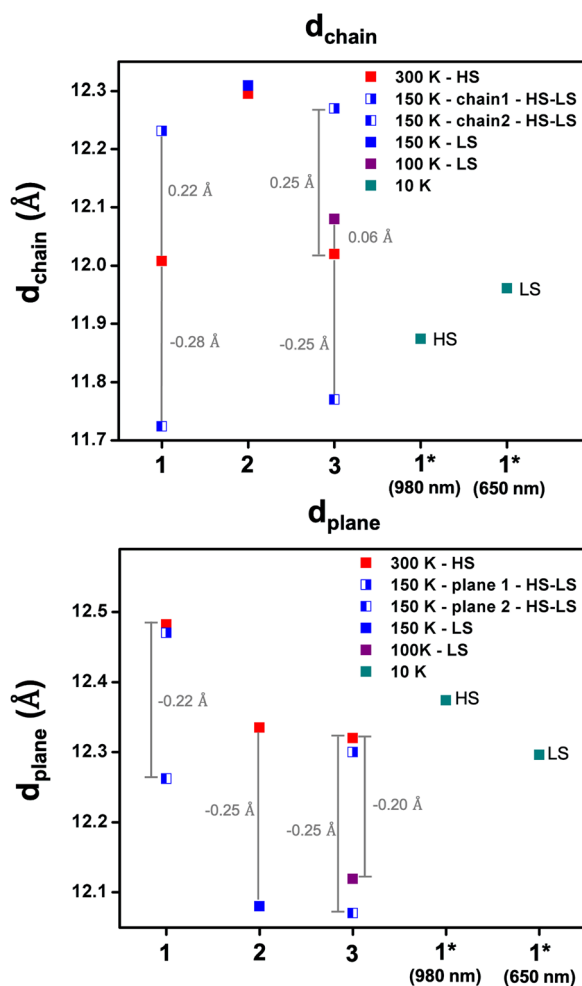 d_chain
300 K - HS
150 K - chain1 - HS-LS
150 K - chain2 - HS-LS
150 K - LS
100 K - LS
10 K
d_chain (Å)
12.3
12.2
12.1
12.0
11.9
11.8
11.7
0.22 Å
-0.28 Å
0.25 Å
0.06 Å
-0.25 Å
HS
LS
1
2
3
1*
(980 nm)
1*
(650 nm)
d_plane
300 K - HS
150 K - plane 1 - HS-LS
150 K - plane 2 - HS-LS
150 K - LS
100K - LS
10 K
d_plane (Å)
12.5
12.4
12.3
12.2
12.1
-0.22 Å
-0.25 Å
-0.25 Å
-0.20 Å
HS
LS
1
2
3
1*
(980 nm)
1*
(650 nm)